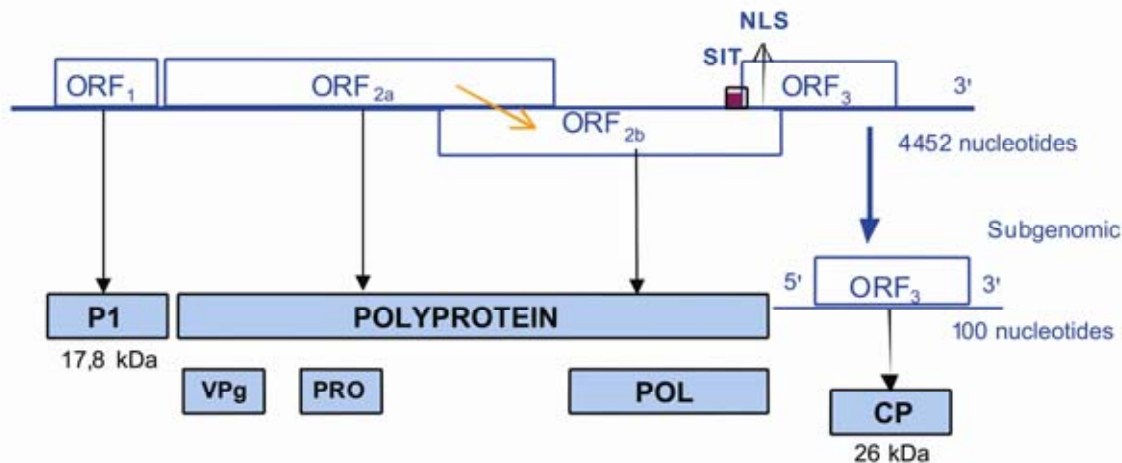 NLS
SIT
ORF1 ORF2a ORF3 3'
ORF2b
4452 nucleotides
Subgenomic
5' ORF3 3'
P1 POLYPROTEIN
100 nucleotides
17,8 kDa
VPg PRO POL
CP
26 kDa